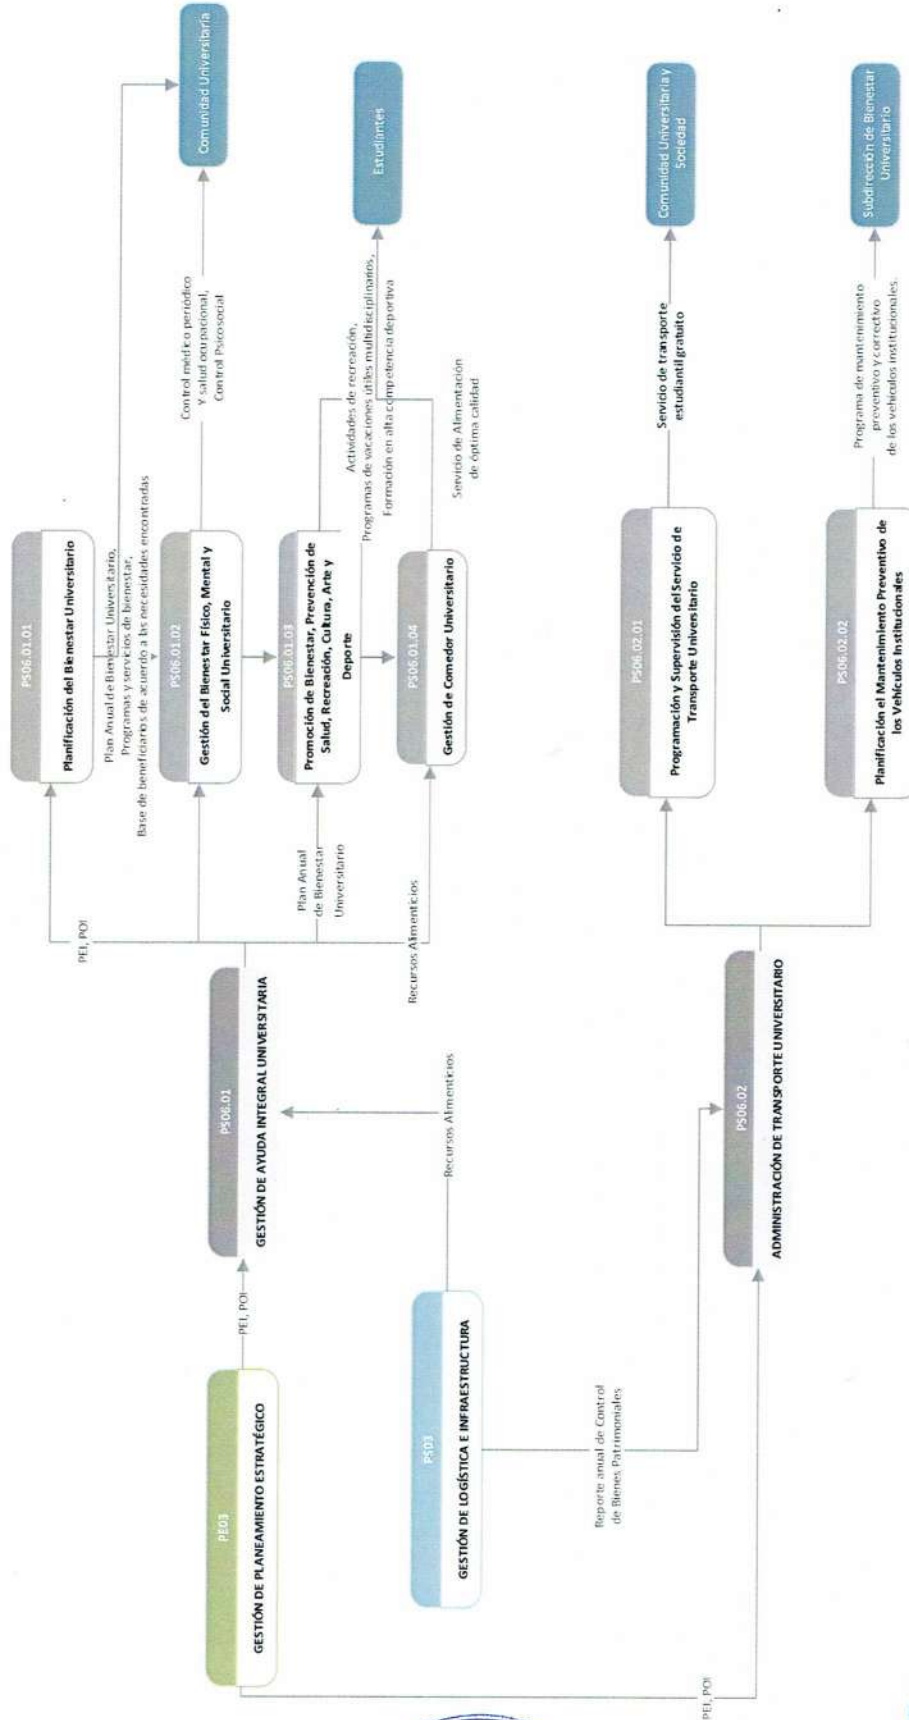 PE03
GESTIÓN DE PLANEAMIENTO ESTRATÉGICO
PEI, POI
PEI, POI
PS03
GESTIÓN DE LOGÍSTICA E INFRAESTRUCTURA
Recursos Alimenticios
Reporte anual de Control
de Bienes Patrimoniales
PS06.01
GESTIÓN DE AYUDA INTEGRAL UNIVERSITARIA
PS06.02
ADMINISTRACIÓN DE TRANSPORTE UNIVERSITARIO
PEI, POI
Plan Anual
de Bienestar
Universitario
Recursos Alimenticios
PS06.01.01
Planificación del Bienestar Universitario
Plan Anual de Bienestar Universitario,
Programas y servicios de bienestar,
Base de beneficiarios de acuerdo a las necesidades encontradas
PS06.01.02
Gestión del Bienestar Físico, Mental y
Social Universitario
Control médico periódico
y salud ocupacional,
Control Psicosocial
Comunidad Universitaria
PS06.01.03
Promoción de Bienestar, Prevención de
Salud, Recreación, Cultura, Arte y
Deporte
Actividades de recreación,
Programas de vacaciones útiles multidisciplinarios,
Formación en alta competencia deportiva
Estudiantes
PS06.01.04
Gestión de Comedor Universitario
Servicio de Alimentación
de óptima calidad
PS06.02.01
Programación y Supervisión del Servicio de
Transporte Universitario
Servicio de transporte
estudiantil gratuito
Comunidad Universitaria y
Sociedad
PS06.02.02
Planificación el Mantenimiento Preventivo de
los Vehículos Institucionales
Programa de mantenimiento
preventivo y correctivo
de los vehículos institucionales.
Subdirección de Bienestar
Universitario